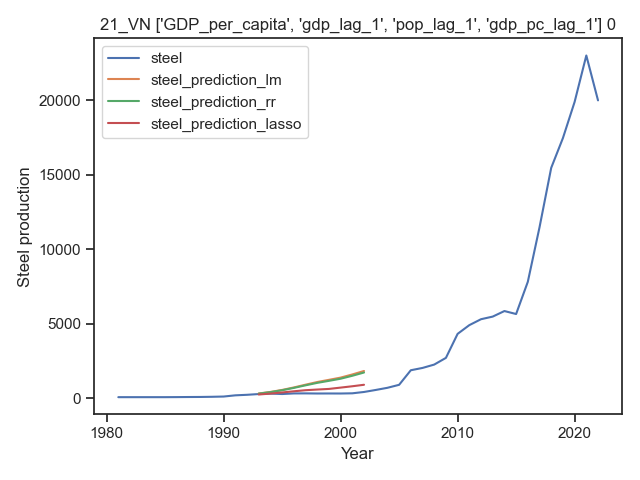 21_VN ['GDP_per_capita', 'gdp_lag_1', 'pop_lag_1', 'gdp_pc_lag_1'] 0
steel
steel_prediction_lm
steel_prediction_rr
steel_prediction_lasso
Steel production
20000
15000
10000
5000
0
1980
1990
2000
2010
2020
Year